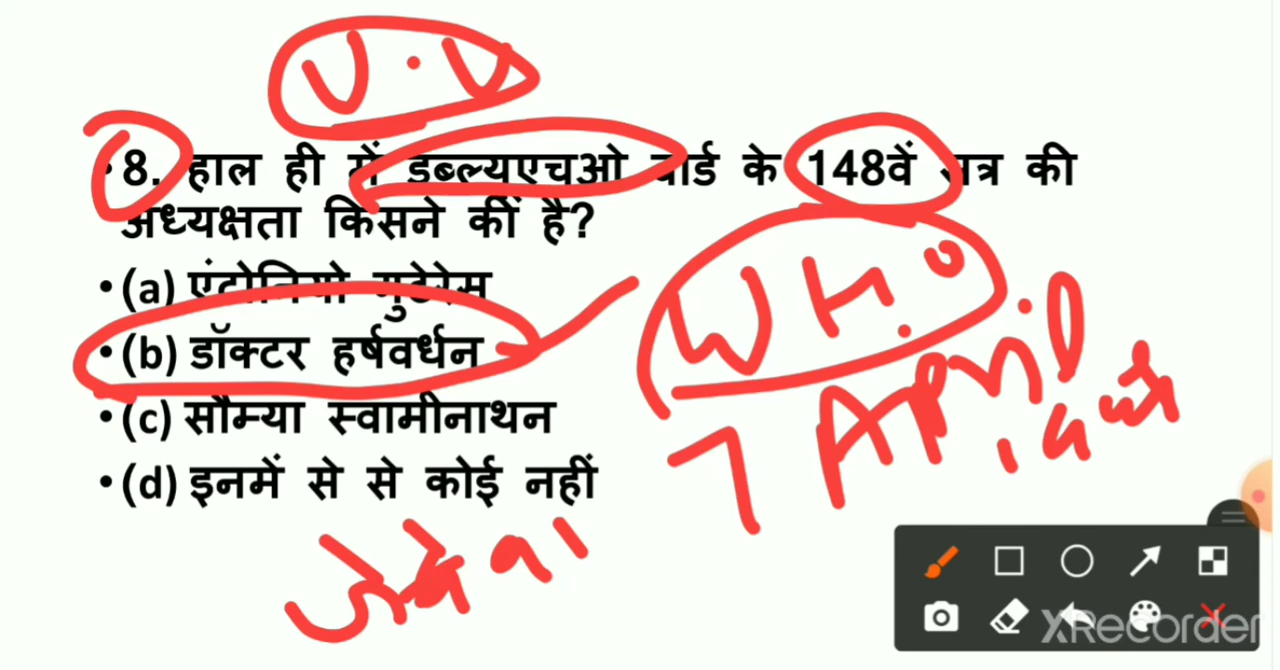 U.U
• 8. हाल ही में डब्ल्यूएचओ बोर्ड के 148वें सत्र की
अध्यक्षता किसने कीं है?
• (a) एंटोनियो गुटेरेस
• (b) डॉक्टर हर्षवर्धन
W H O
• (c) सौम्या स्वामीनाथन
7 April
• (d) इनमें से से कोई नहीं
XRecorder